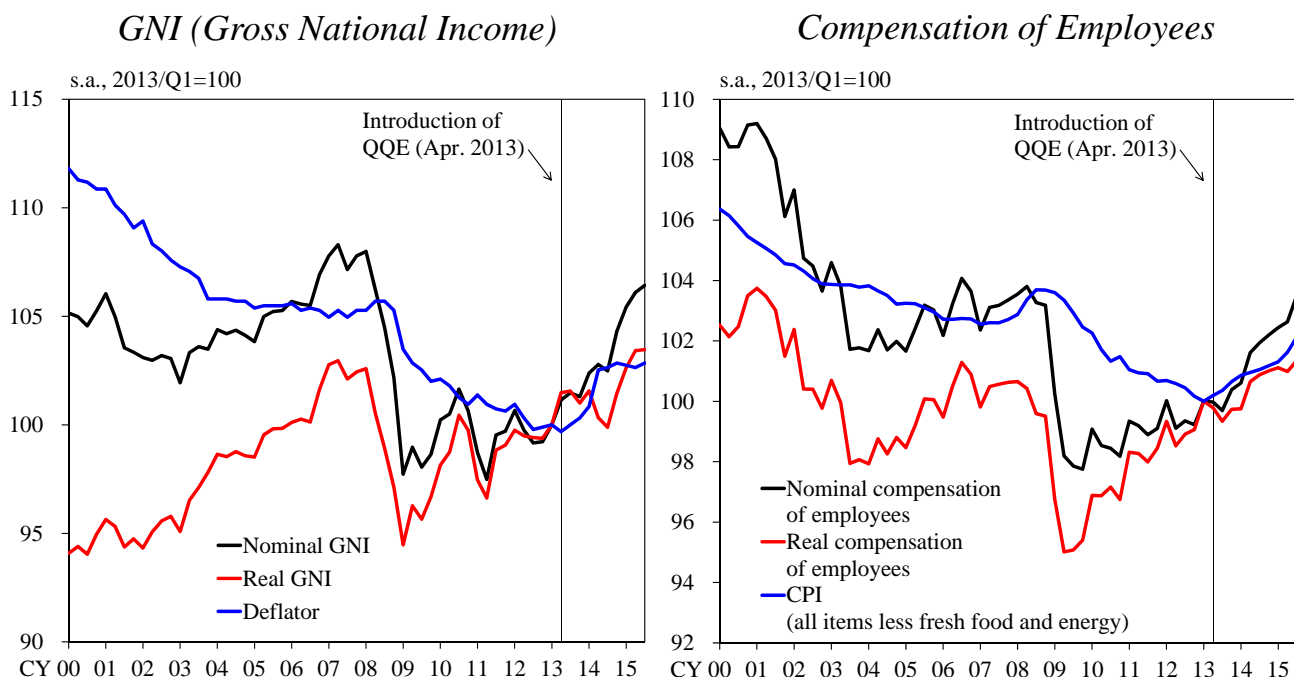 GNI (Gross National Income)
s.a., 2013/Q1=100
115
110
105
100
95
90
Introduction of
QQE (Apr. 2013)
Nominal GNI
Real GNI
Deflator
CY 00 01 02 03 04 05 06 07 08 09 10 11 12 13 14 15
Compensation of Employees
s.a., 2013/Q1=100
110
108
106
104
102
100
98
96
94
92
Introduction of
QQE (Apr. 2013)
Nominal compensation
of employees
Real compensation
of employees
CPI
(all items less fresh food and energy)
CY 00 01 02 03 04 05 06 07 08 09 10 11 12 13 14 15